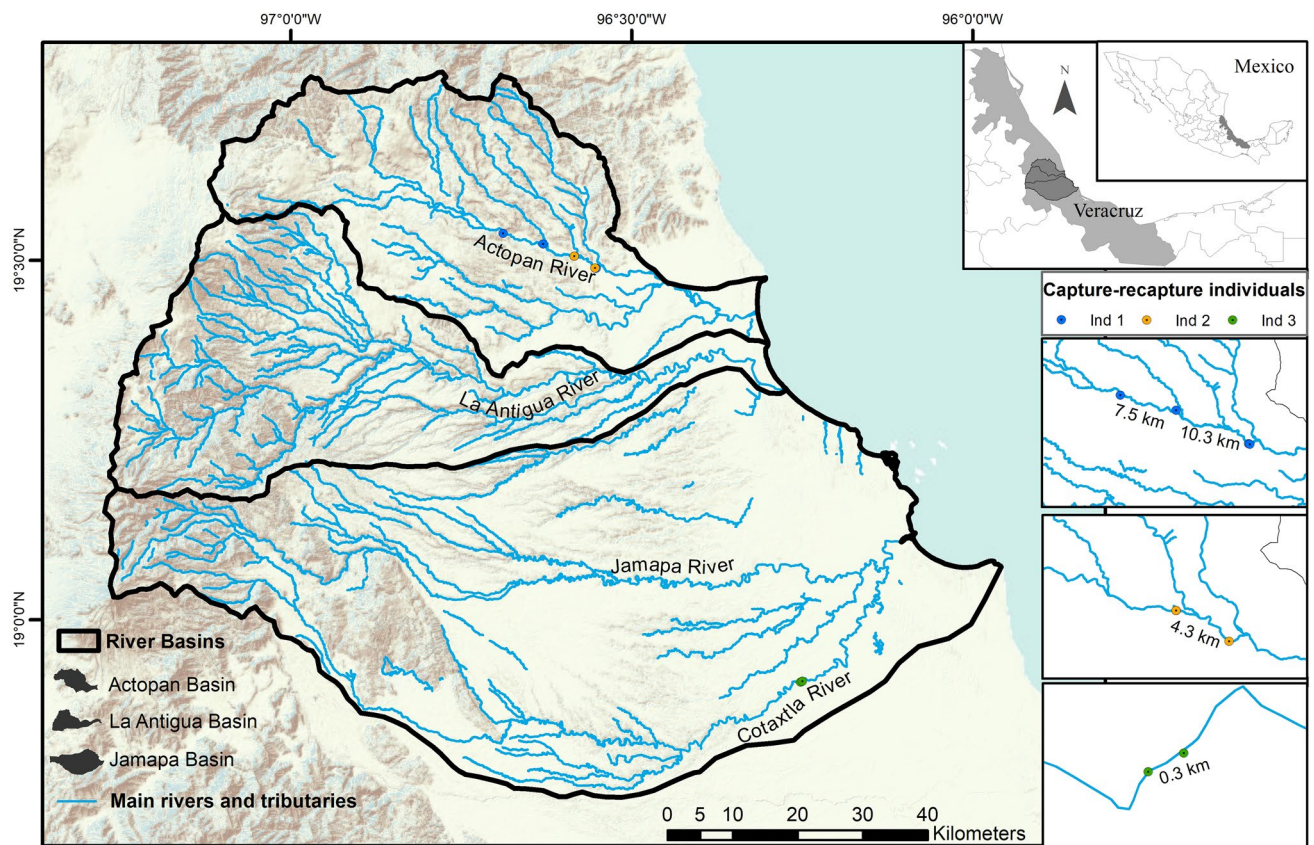 97°0'0"W
96°30'0"W
96°0'0"W
19°30'0"N
19°0'0"N
N
Mexico
Veracruz
Actopan River
La Antigua River
Jamapa River
Cotaxtla River
Capture-recapture individuals
Ind 1 Ind 2 Ind 3
7.5 km
10.3 km
4.3 km
0.3 km
River Basins
Actopan Basin
La Antigua Basin
Jamapa Basin
Main rivers and tributaries
0 5 10 20 30 40
Kilometers